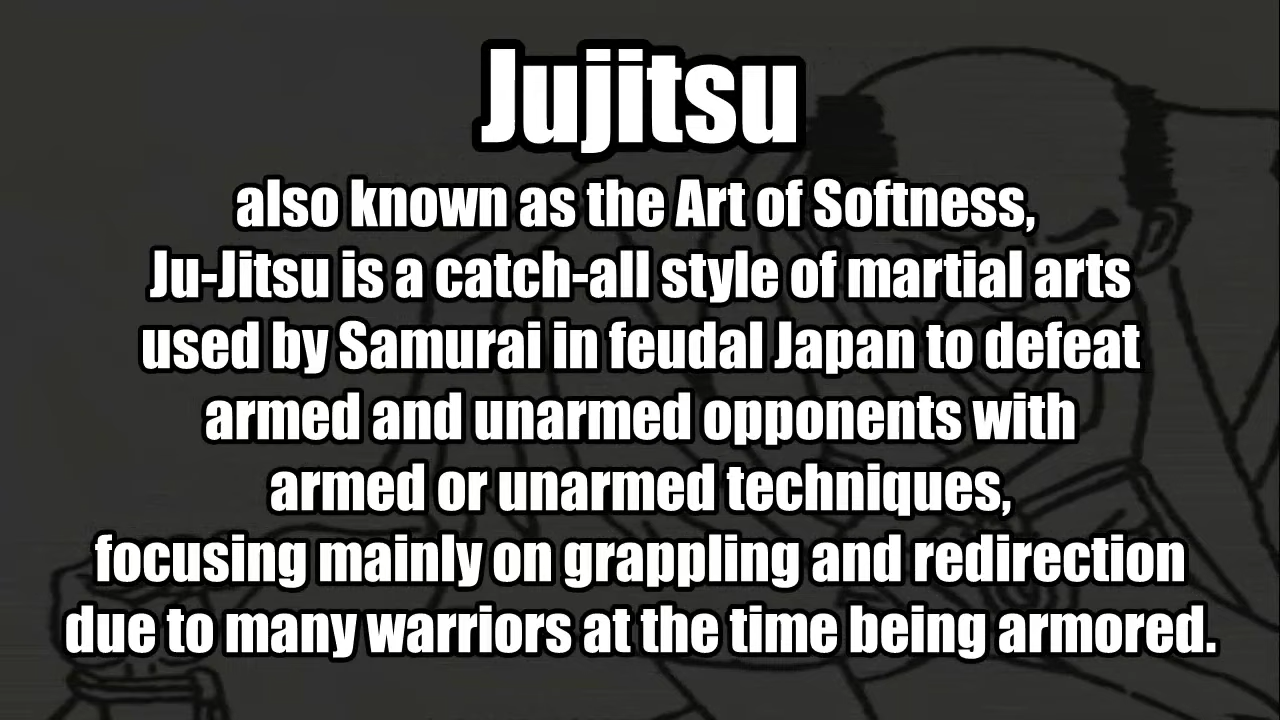 Jujitsu
also known as the Art of Softness,
Ju-Jitsu is a catch-all style of martial arts
used by Samurai in feudal Japan to defeat
armed and unarmed opponents with
armed or unarmed techniques,
focusing mainly on grappling and redirection
due to many warriors at the time being armored.